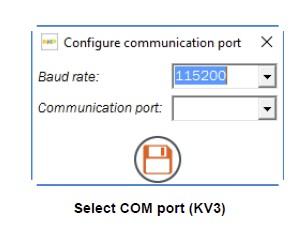 Configure communication port
Baud rate: 115200
Communication port:
Select COM port (KV3)